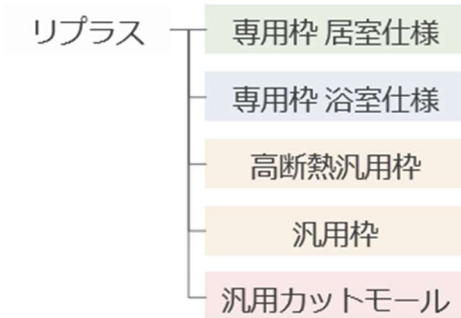 リプラス
専用枠 居室仕様
専用枠 浴室仕様
高断熱汎用枠
汎用枠
汎用カットモール